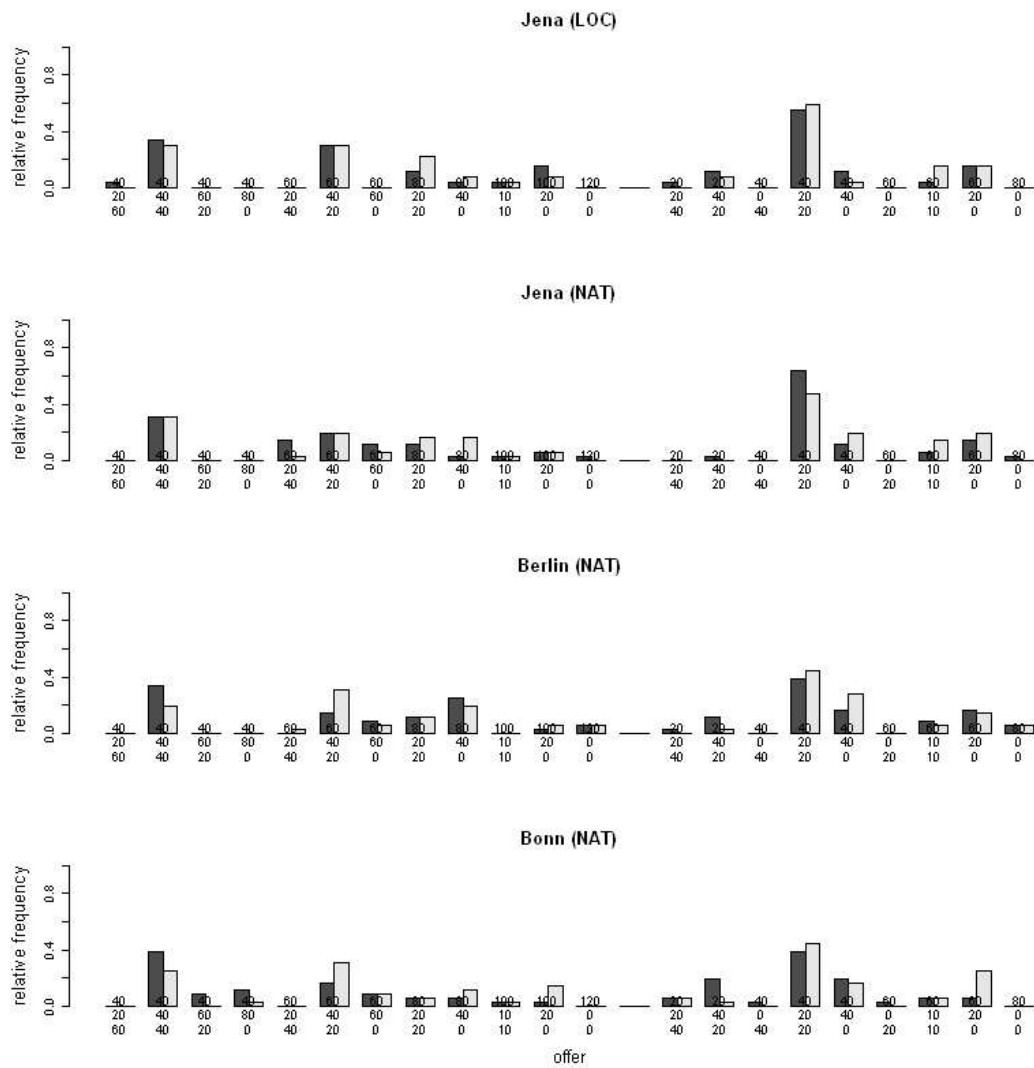 Jena (LOC)
relative frequency
0.8
0.4
0.0
40 40 40 40 60 60 60 80 80 100 100 120 20 20 40 40 40 60 60 60 80
20 40 60 80 20 40 60 20 40 10 20 0 20 40 0 20 40 0 10 20 0
60 40 20 0 40 20 0 20 0 10 0 0 40 20 40 20 0 20 10 0 0
Jena (NAT)
relative frequency
0.8
0.4
0.0
40 40 40 40 60 60 60 80 80 100 100 120 20 20 40 40 40 60 60 60 80
20 40 60 80 20 40 60 20 40 10 20 0 20 40 0 20 40 0 10 20 0
60 40 20 0 40 20 0 20 0 10 0 0 40 20 40 20 0 20 10 0 0
Berlin (NAT)
relative frequency
0.8
0.4
0.0
40 40 40 40 60 60 60 80 80 100 100 120 20 20 40 40 40 60 60 60 80
20 40 60 80 20 40 60 20 40 10 20 0 20 40 0 20 40 0 10 20 0
60 40 20 0 40 20 0 20 0 10 0 0 40 20 40 20 0 20 10 0 0
Bonn (NAT)
relative frequency
0.8
0.4
0.0
40 40 40 40 60 60 60 80 80 100 100 120 20 20 40 40 40 60 60 60 80
20 40 60 80 20 40 60 20 40 10 20 0 20 40 0 20 40 0 10 20 0
60 40 20 0 40 20 0 20 0 10 0 0 40 20 40 20 0 20 10 0 0
offer